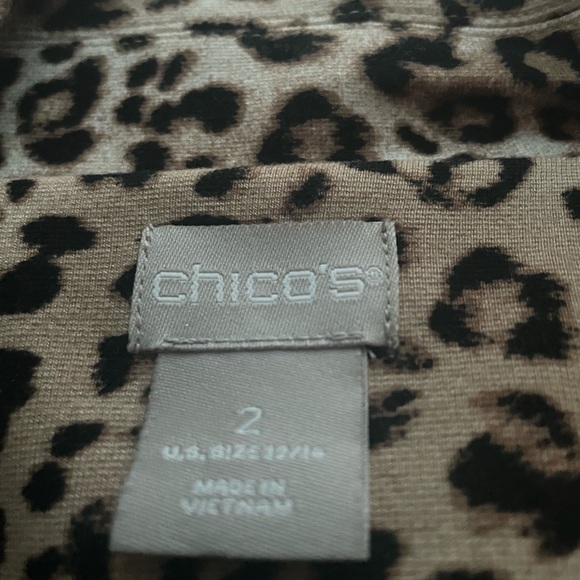 chico's®
2
U.S. SIZE 12/14
MADE IN
VIETNAM